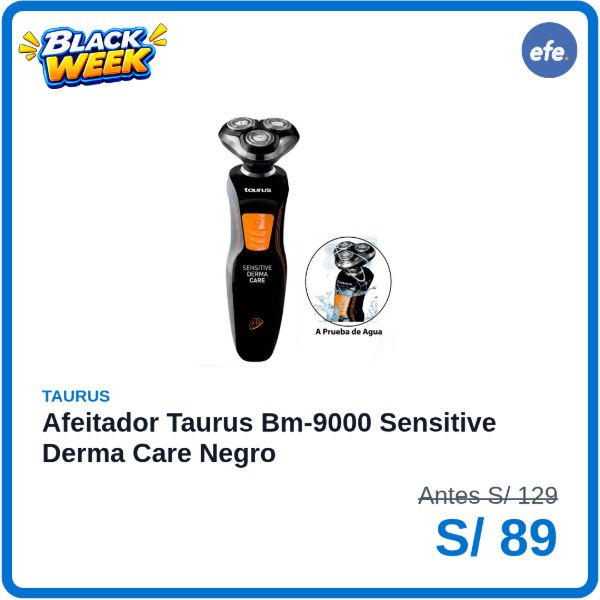 BLACK
WEEK
efe.
taurus
SENSITIVE
DERMA
CARE
A Prueba de Agua
TAURUS
Afeitador Taurus Bm-9000 Sensitive
Derma Care Negro
Antes S/ 129
S/ 89